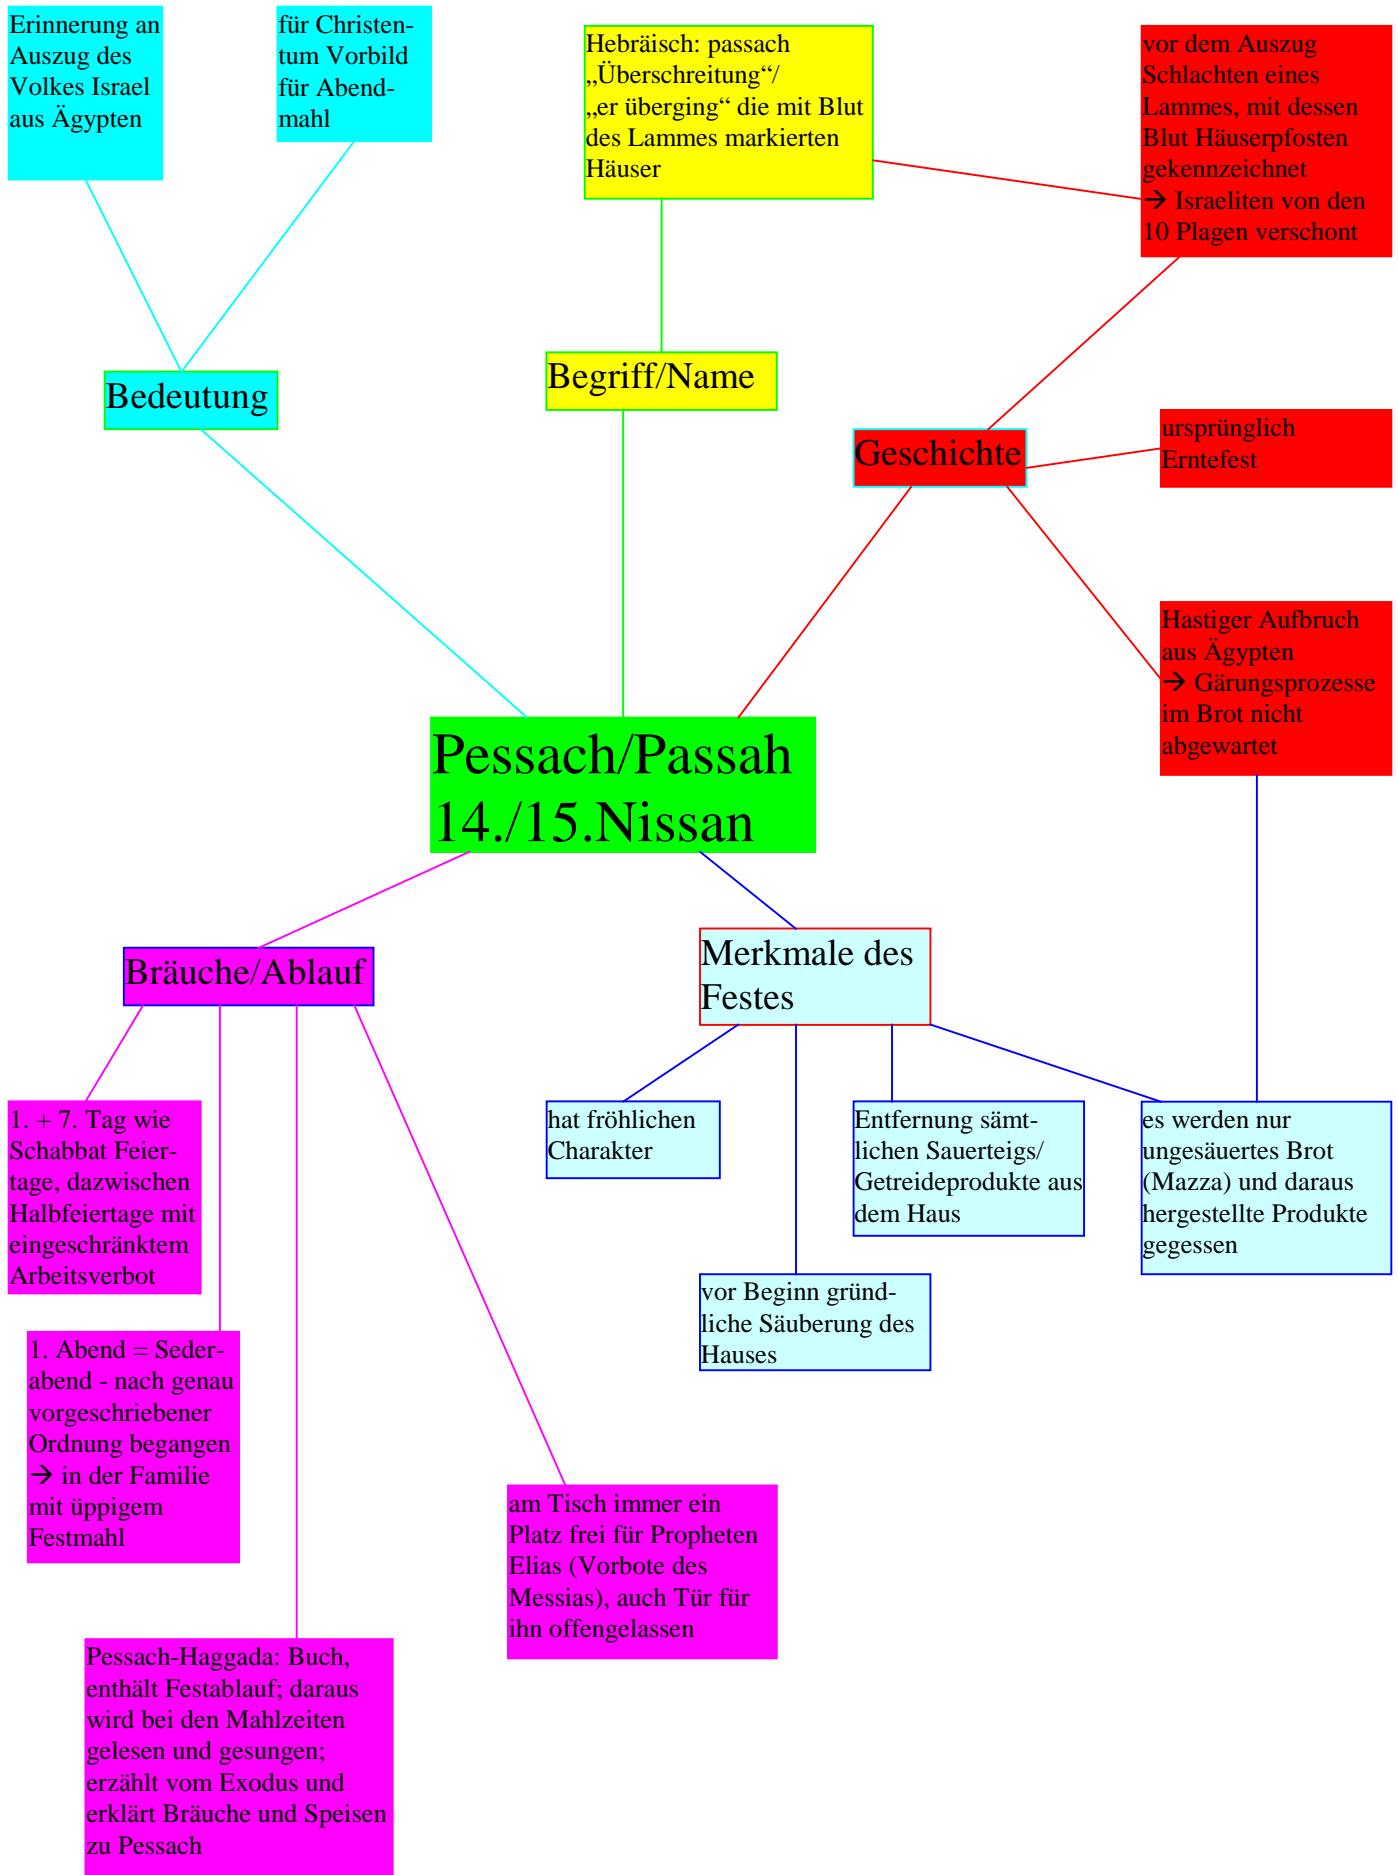 Erinnerung an
Auszug des
Volkes Israel
aus Ägypten
für Christen-
tum Vorbild
für Abend-
mahl
Hebräisch: passach
„Überschreitung“/
„er überging“ die mit Blut
des Lammes markierten
Häuser
vor dem Auszug
Schlachten eines
Lammes, mit dessen
Blut Häuserpfosten
gekennzeichnet
→ Israeliten von den
10 Plagen verschont
Bedeutung
Begriff/Name
Geschichte
ursprünglich
Erntefest
Hastiger Aufbruch
aus Ägypten
→ Gärungsprozesse
im Brot nicht
abgewartet
Pessach/Passah
14./15.Nissan
Bräuche/Ablauf
Merkmale des
Festes
1. + 7. Tag wie
Schabbat Feier-
tage, dazwischen
Halbfeiertage mit
eingeschränktem
Arbeitsverbot
hat fröhlichen
Charakter
Entfernung sämt-
lichen Sauerteigs/
Getreideprodukte aus
dem Haus
es werden nur
ungesäuertes Brot
(Mazza) und daraus
hergestellte Produkte
gegessen
vor Beginn gründ-
liche Säuberung des
Hauses
1. Abend = Seder-
abend - nach genau
vorgeschriebener
Ordnung begangen
→ in der Familie
mit üppigem
Festmahl
am Tisch immer ein
Platz frei für Propheten
Elias (Vorbote des
Messias), auch Tür für
ihn offengelassen
Pessach-Haggada: Buch,
enthält Festablauf; daraus
wird bei den Mahlzeiten
gelesen und gesungen;
erzählt vom Exodus und
erklärt Bräuche und Speisen
zu Pessach